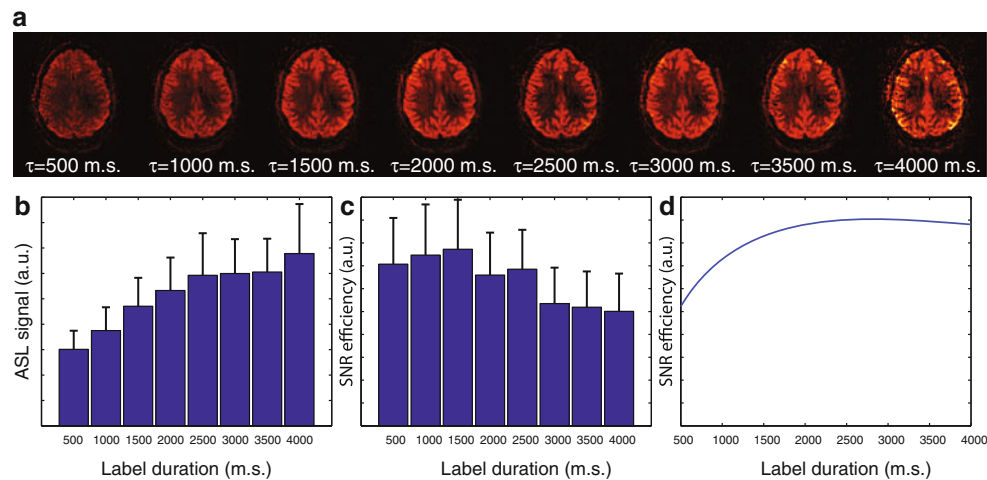 a
τ=500 m.s. τ=1000 m.s. τ=1500 m.s. τ=2000 m.s. τ=2500 m.s. τ=3000 m.s. τ=3500 m.s. τ=4000 m.s.
b
ASL signal (a.u.)
500 1000 1500 2000 2500 3000 3500 4000
Label duration (m.s.)
c
SNR efficiency (a.u.)
500 1000 1500 2000 2500 3000 3500 4000
Label duration (m.s.)
d
SNR efficiency (a.u.)
500 1000 1500 2000 2500 3000 3500 4000
Label duration (m.s.)